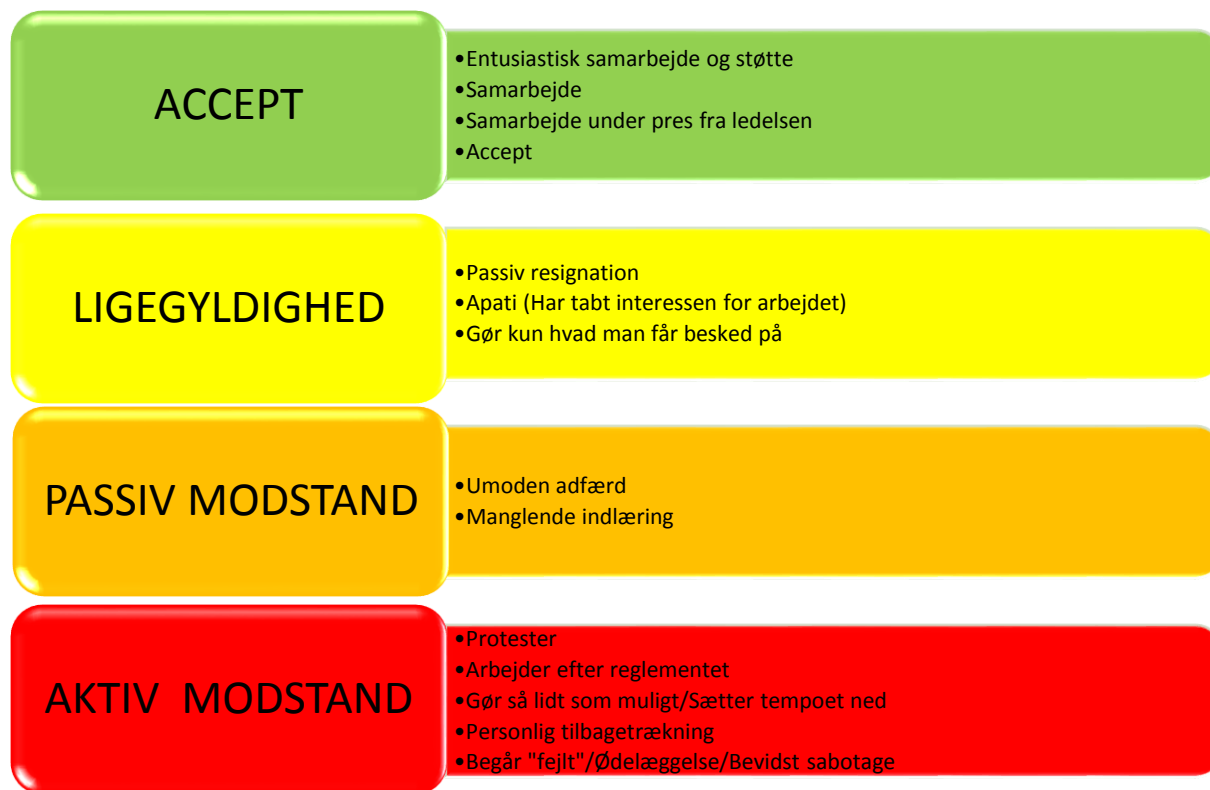 ACCEPT
•Entusiastisk samarbejde og støtte
•Samarbejde
•Samarbejde under pres fra ledelsen
•Accept
LIGEGYLDIGHED
•Passiv resignation
•Apati (Har tabt interessen for arbejdet)
•Gør kun hvad man får besked på
PASSIV MODSTAND
•Umoden adfærd
•Manglende indlæring
AKTIV MODSTAND
•Protester
•Arbejder efter reglementet
•Gør så lidt som muligt/Sætter tempoet ned
•Personlig tilbagetrækning
•Begår "fejlt"/Ødelæggelse/Bevidst sabotage